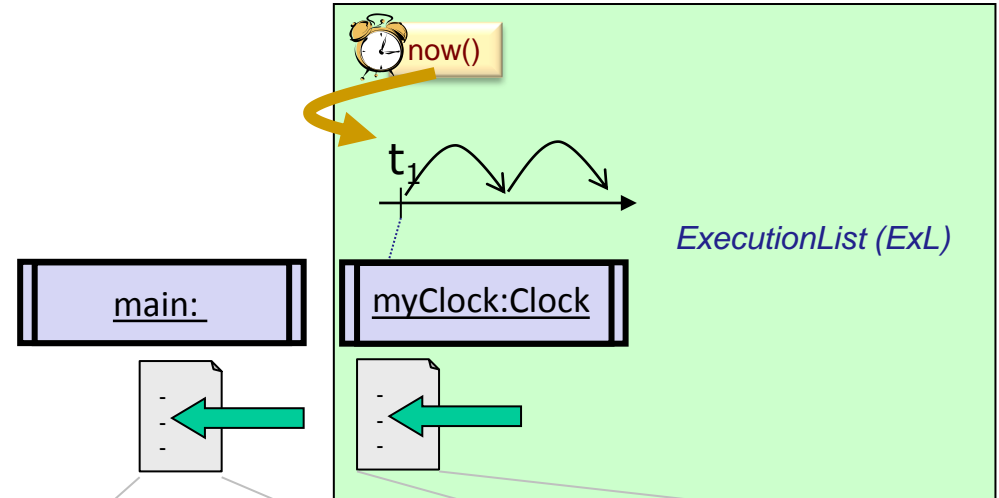 now()
t₁
ExecutionList (ExL)
main:
myClock:Clock
-
-
-
-
-
-